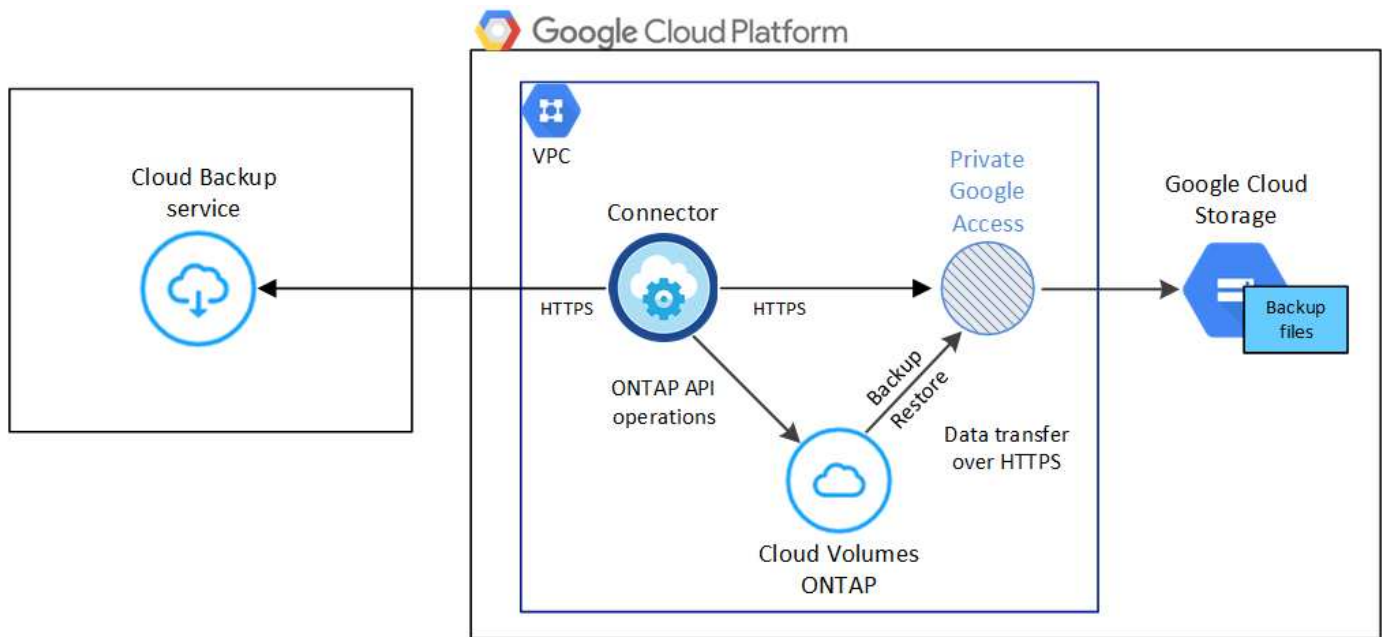 Google Cloud Platform
VPC
Cloud Backup
service
Connector
Private
Google
Access
Google Cloud
Storage
HTTPS
HTTPS
Backup
files
ONTAP API
operations
Backup
Restore
Data transfer
over HTTPS
Cloud Volumes
ONTAP